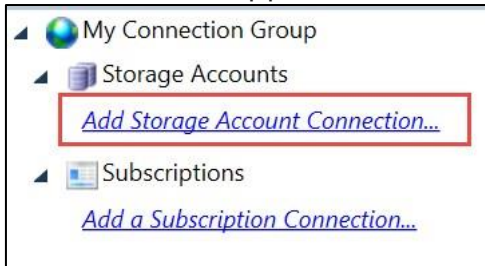 My Connection Group
Storage Accounts
Add Storage Account Connection...
Subscriptions
Add a Subscription Connection...